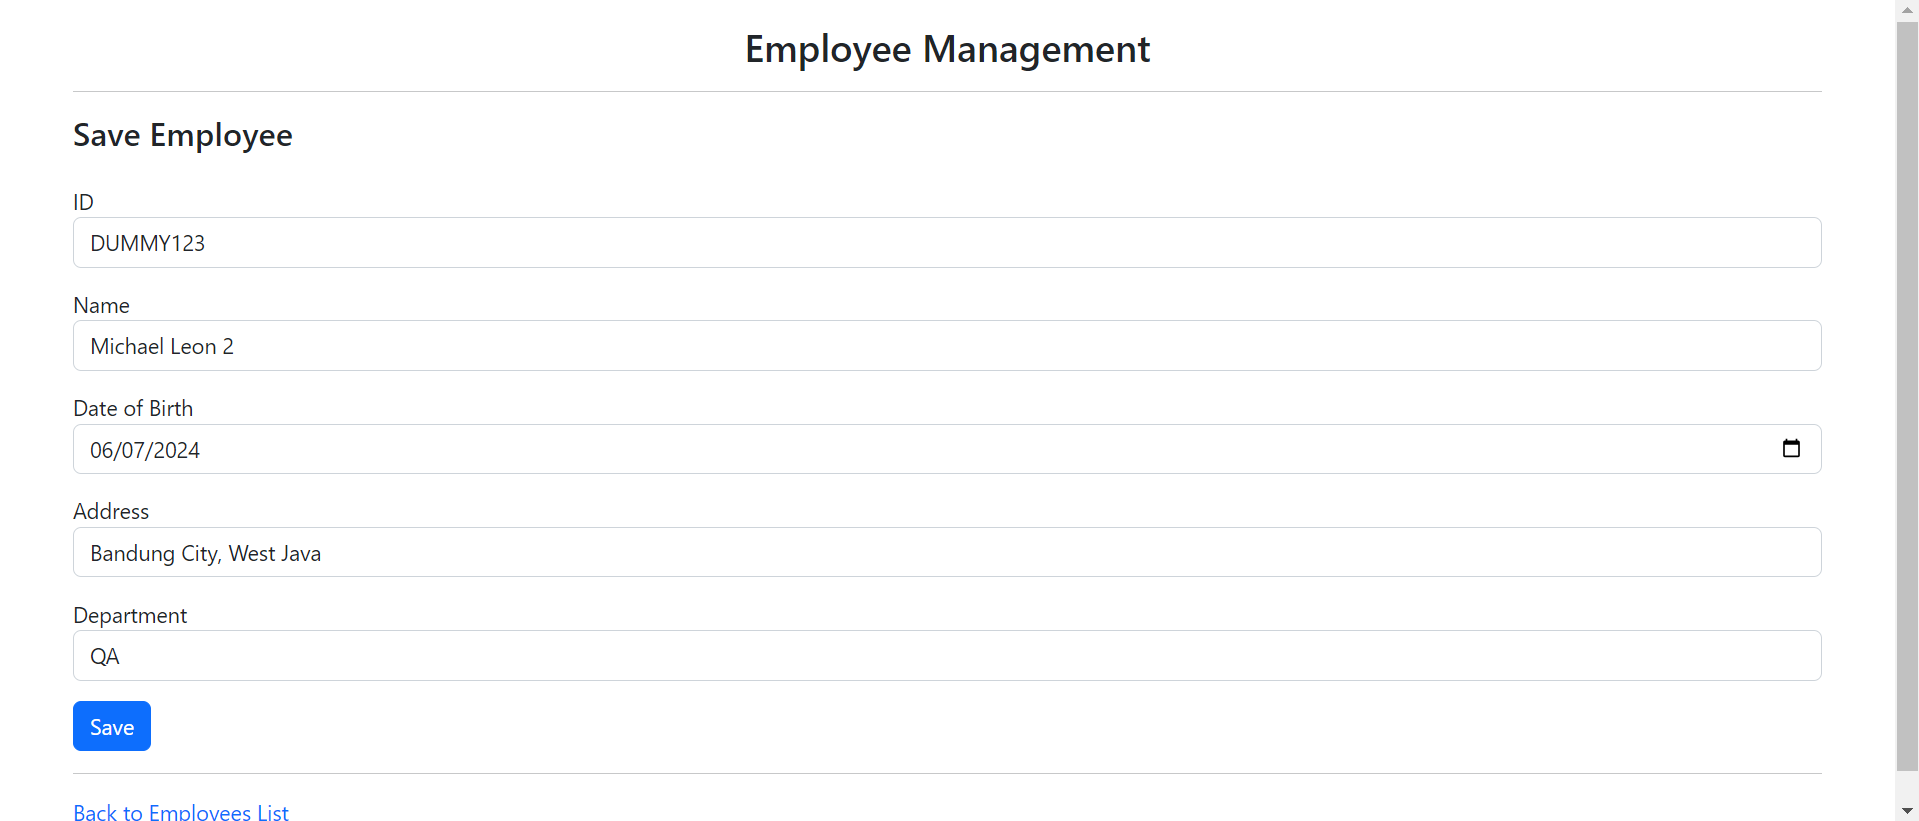 Employee Management
Save Employee
ID
DUMMY123
Name
Michael Leon 2
Date of Birth
06/07/2024
Address
Bandung City, West Java
Department
QA
Save
Back to Employees List